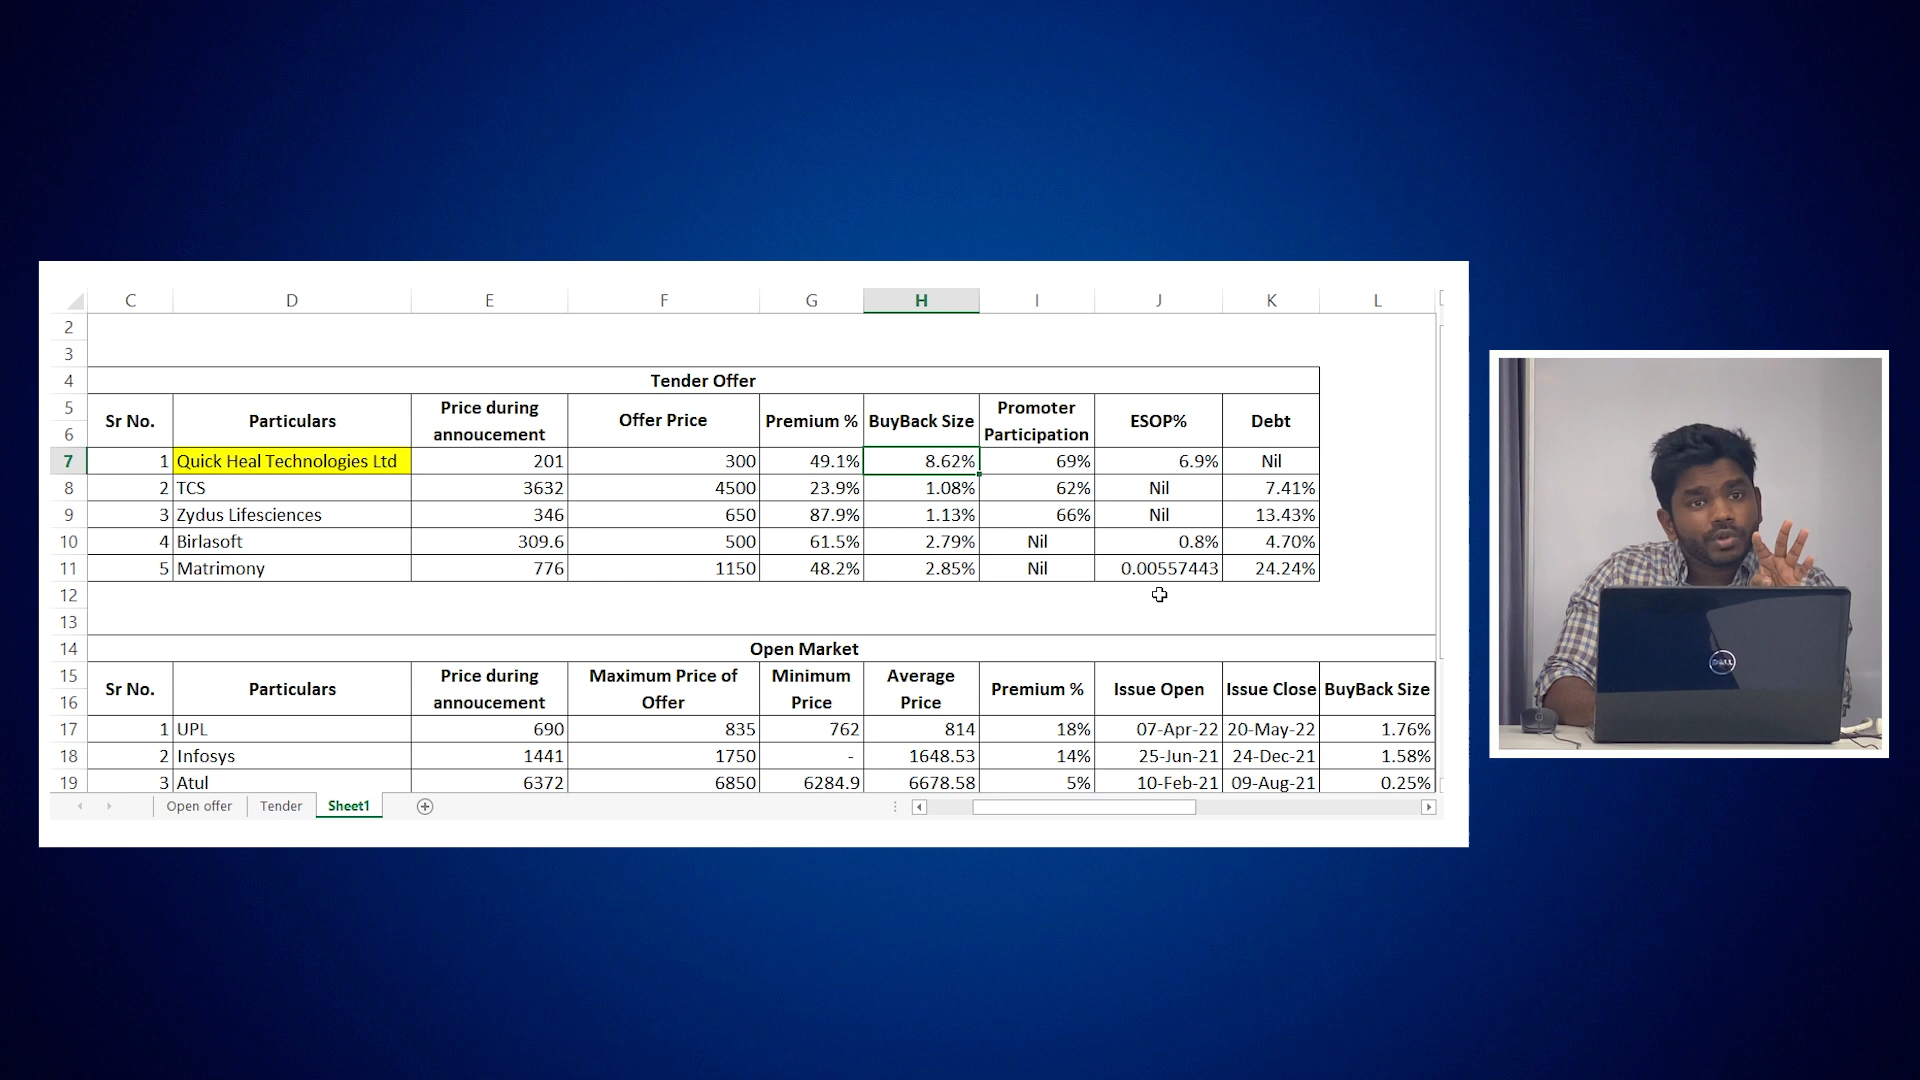 C D E F G H I J K L
2
3
4 Tender Offer
5 Sr No. Particulars Price during Offer Price Premium % BuyBack Size Promoter ESOP% Debt
6 annoucement Participation
7 1 Quick Heal Technologies Ltd 201 300 49.1% 8.62% 69% 6.9% Nil
8 2 TCS 3632 4500 23.9% 1.08% 62% Nil 7.41%
9 3 Zydus Lifesciences 346 650 87.9% 1.13% 66% Nil 13.43%
10 4 Birlasoft 309.6 500 61.5% 2.79% Nil 0.8% 4.70%
11 5 Matrimony 776 1150 48.2% 2.85% Nil 0.00557443 24.24%
12
13
14 Open Market
15 Sr No. Particulars Price during Maximum Price of Minimum Average Premium % Issue Open Issue Close BuyBack Size
16 annoucement Offer Price Price
17 1 UPL 690 835 762 814 18% 07-Apr-22 20-May-22 1.76%
18 2 Infosys 1441 1750 - 1648.53 14% 25-Jun-21 24-Dec-21 1.58%
19 3 Atul 6372 6850 6284.9 6678.58 5% 10-Feb-21 09-Aug-21 0.25%
Open offer Tender Sheet1
DELL